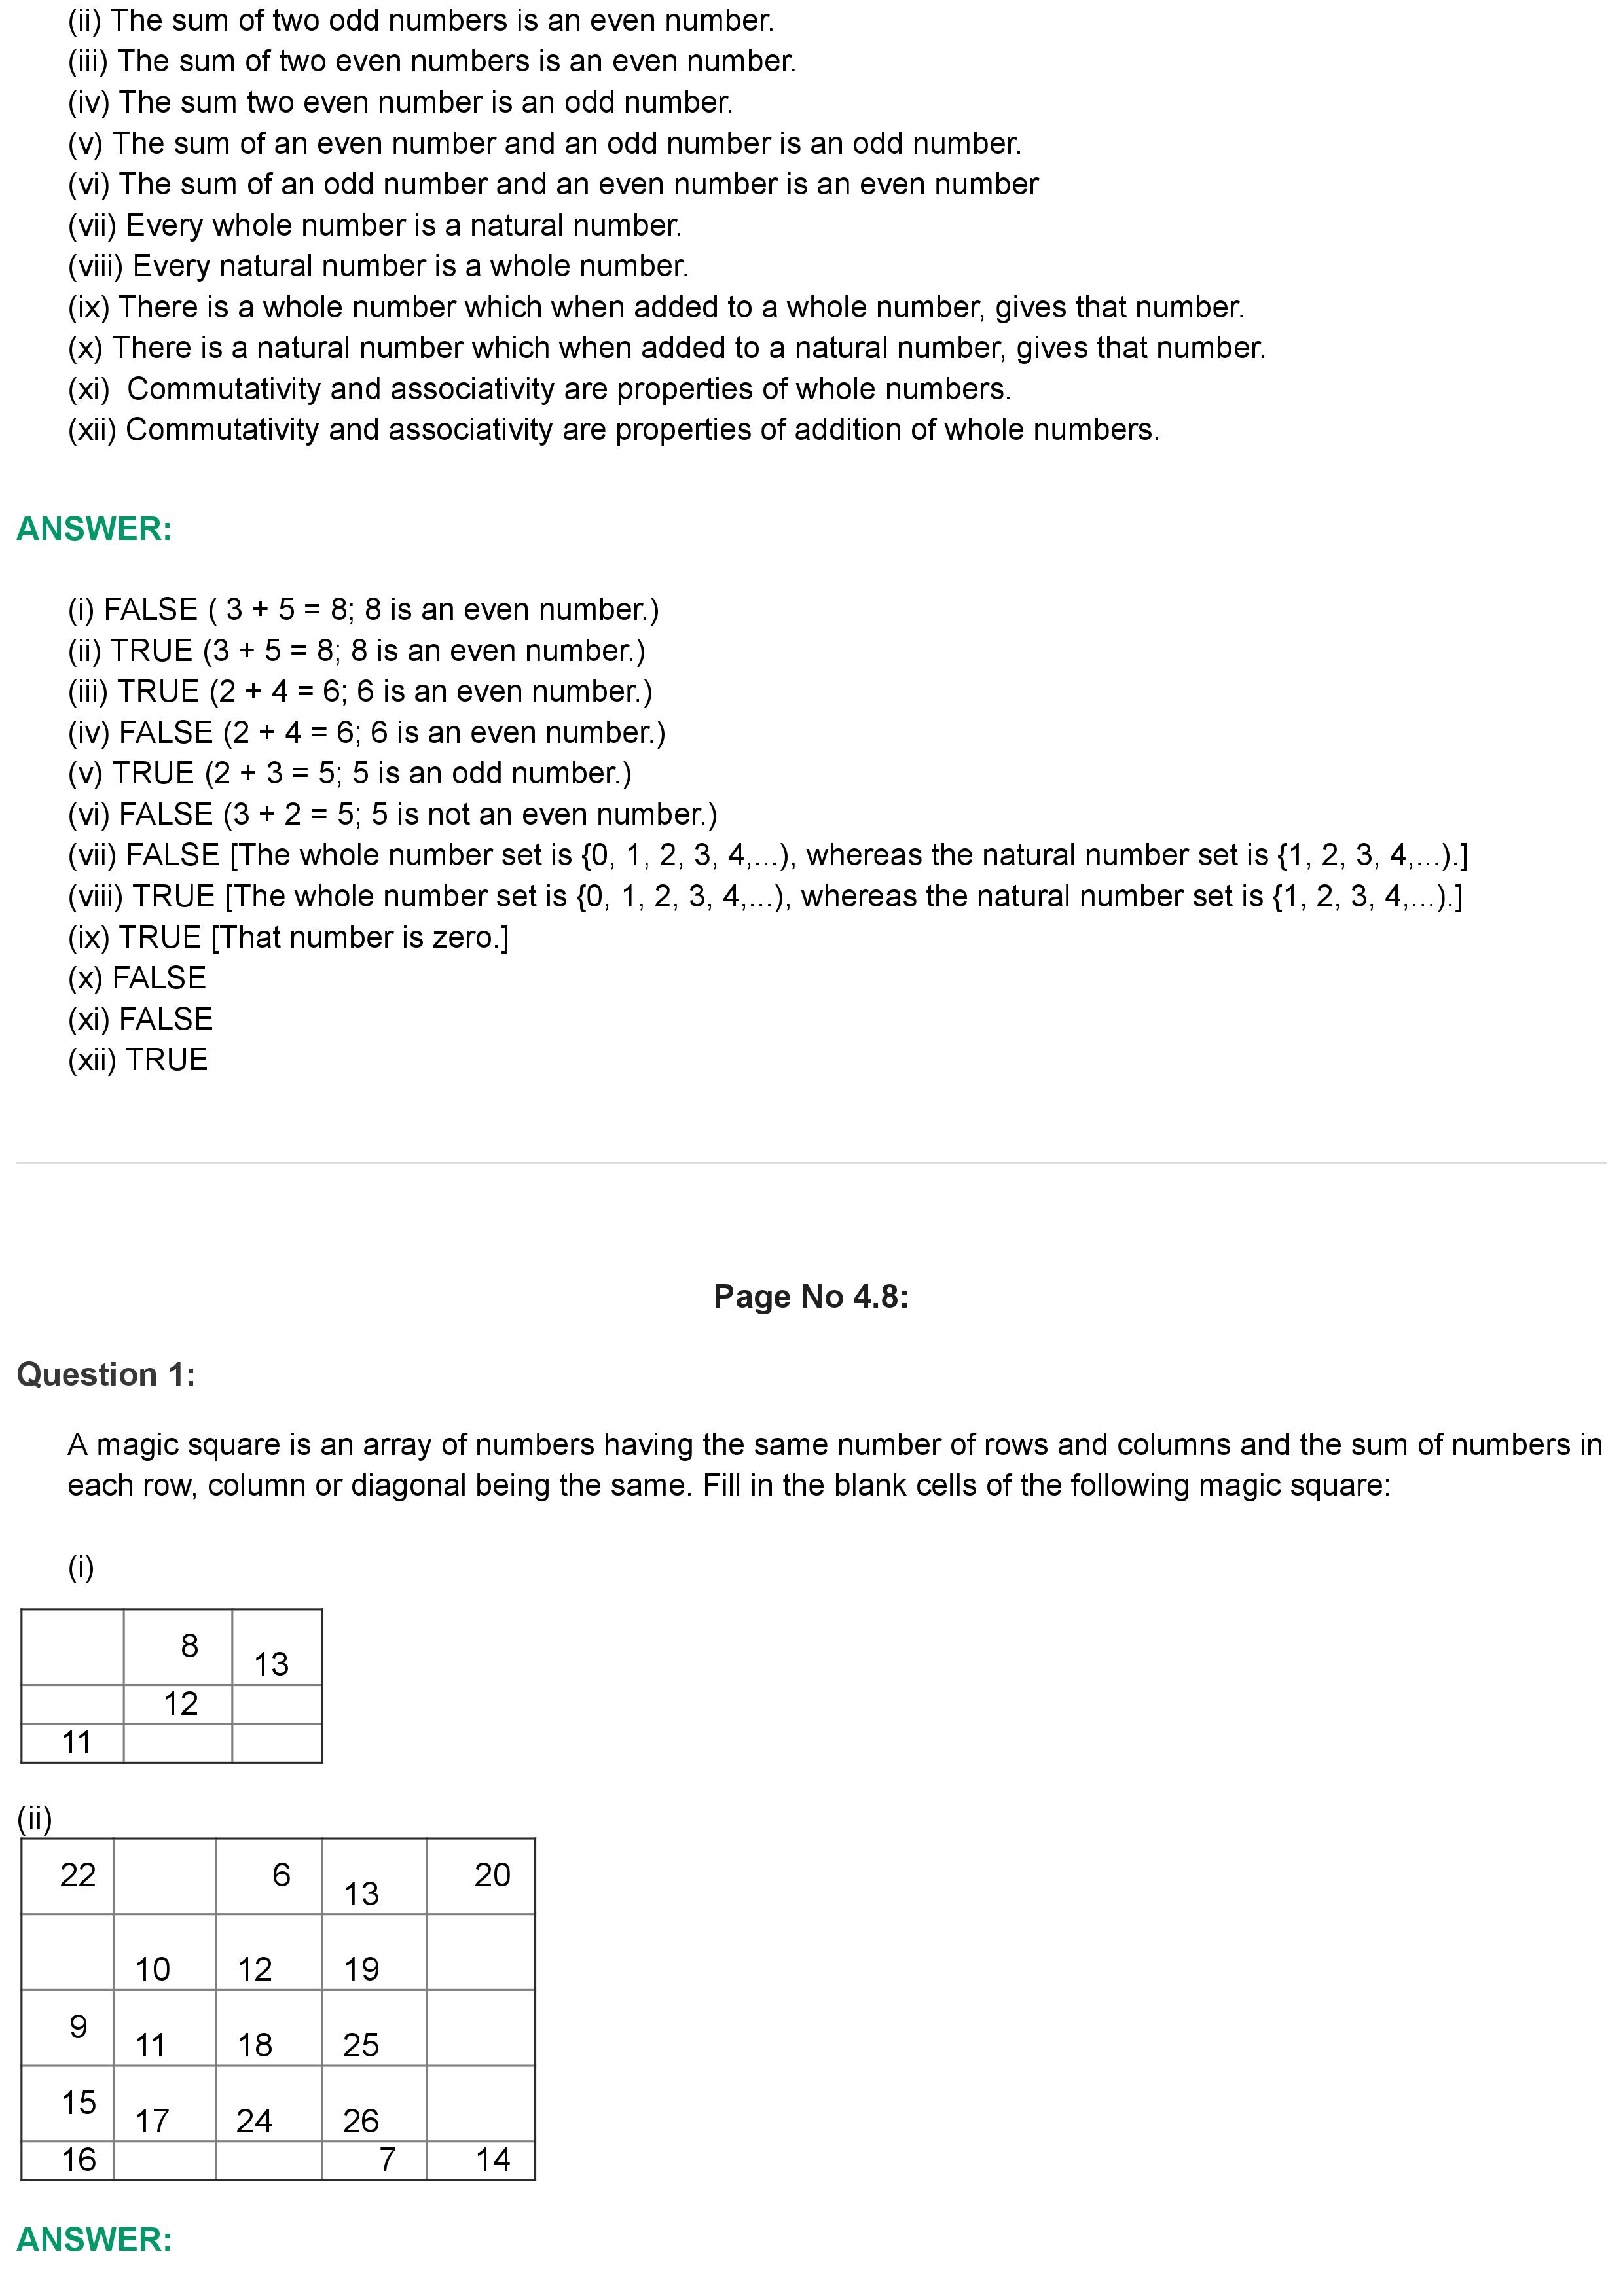 (ii) The sum of two odd numbers is an even number.
(iii) The sum of two even numbers is an even number.
(iv) The sum two even number is an odd number.
(v) The sum of an even number and an odd number is an odd number.
(vi) The sum of an odd number and an even number is an even number
(vii) Every whole number is a natural number.
(viii) Every natural number is a whole number.
(ix) There is a whole number which when added to a whole number, gives that number.
(x) There is a natural number which when added to a natural number, gives that number.
(xi)  Commutativity and associativity are properties of whole numbers.
(xii) Commutativity and associativity are properties of addition of whole numbers.
ANSWER:
(i) FALSE ( 3 + 5 = 8; 8 is an even number.)
(ii) TRUE (3 + 5 = 8; 8 is an even number.)
(iii) TRUE (2 + 4 = 6; 6 is an even number.)
(iv) FALSE (2 + 4 = 6; 6 is an even number.)
(v) TRUE (2 + 3 = 5; 5 is an odd number.)
(vi) FALSE (3 + 2 = 5; 5 is not an even number.)
(vii) FALSE [The whole number set is {0, 1, 2, 3, 4,...), whereas the natural number set is {1, 2, 3, 4,...).]
(viii) TRUE [The whole number set is {0, 1, 2, 3, 4,...), whereas the natural number set is {1, 2, 3, 4,...).]
(ix) TRUE [That number is zero.]
(x) FALSE
(xi) FALSE
(xii) TRUE
Page No 4.8:
Question 1:
A magic square is an array of numbers having the same number of rows and columns and the sum of numbers in
each row, column or diagonal being the same. Fill in the blank cells of the following magic square:
(i)
8 13
12
11
(ii)
22 6 13 20
10 12 19
9 11 18 25
15 17 24 26
16 7 14
ANSWER: